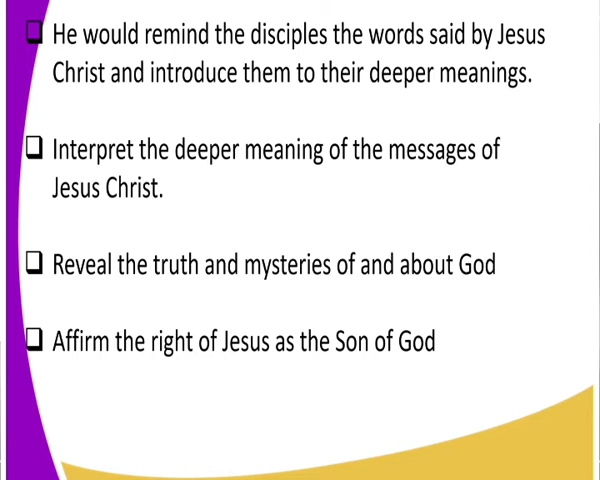 He would remind the disciples the words said by Jesus
Christ and introduce them to their deeper meanings.
Interpret the deeper meaning of the messages of
Jesus Christ.
Reveal the truth and mysteries of and about God
Affirm the right of Jesus as the Son of God